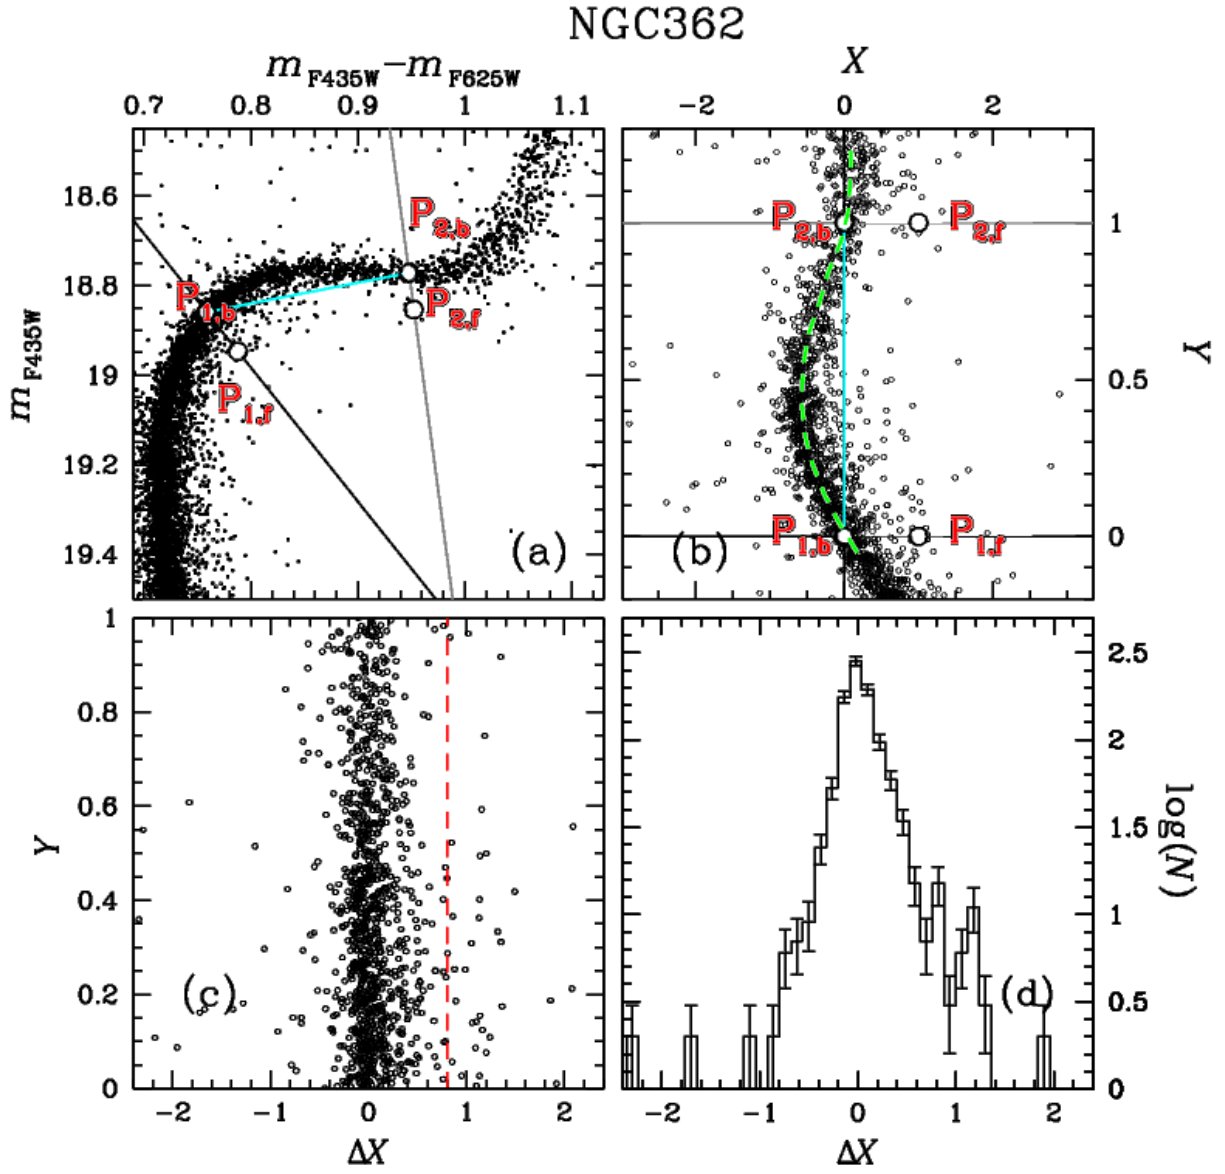 NGC362
m F435W−m F625W
X
0.7 0.8 0.9 1 1.1
−2 0 2
18.6
18.8
19
19.2
19.4
m F435W
P2,b
P1,b
P2,f
P1,f
(a)
P2,b
P2,f
P1,b
P1,f
(b)
1
0.5
0
Y
1
0.8
0.6
0.4
0.2
0
Y
(c)
−2 −1 0 1 2
ΔX
2.5
2
1.5
1
0.5
0
log(N)
(d)
−2 −1 0 1 2
ΔX